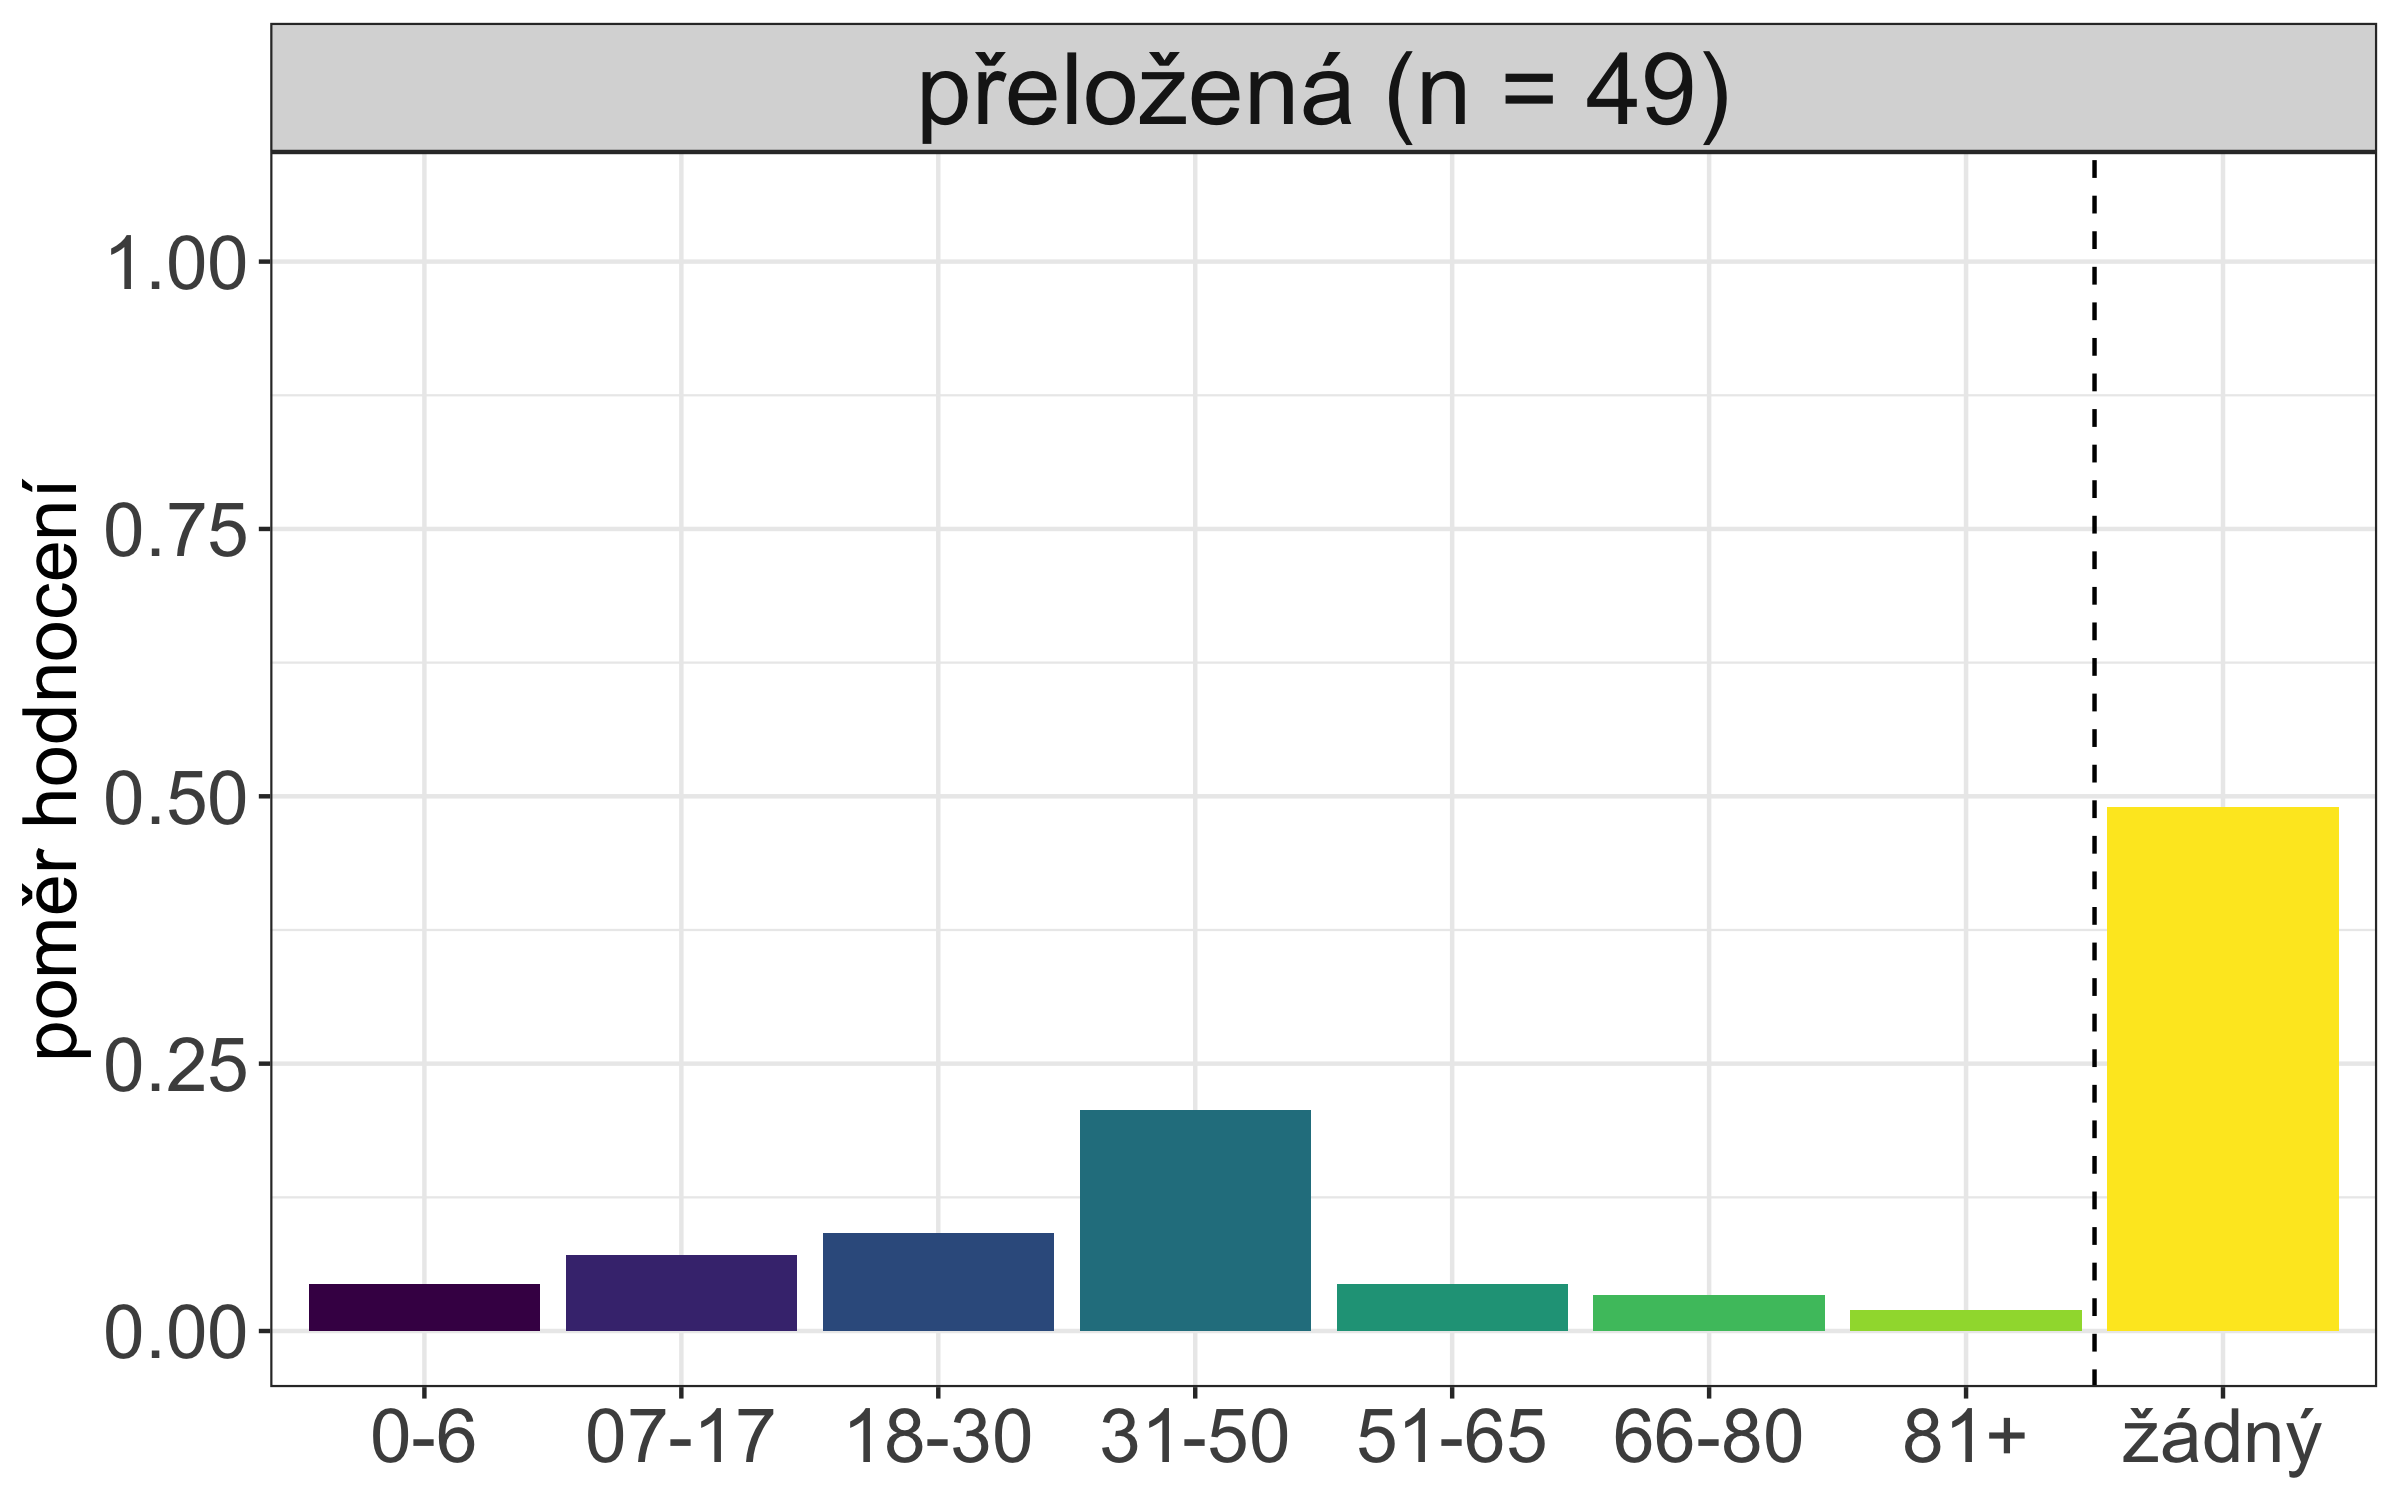 přeložená (n = 49)
poměr hodnocení
1.00
0.75
0.50
0.25
0.00
0-6 07-17 18-30 31-50 51-65 66-80 81+ žádný